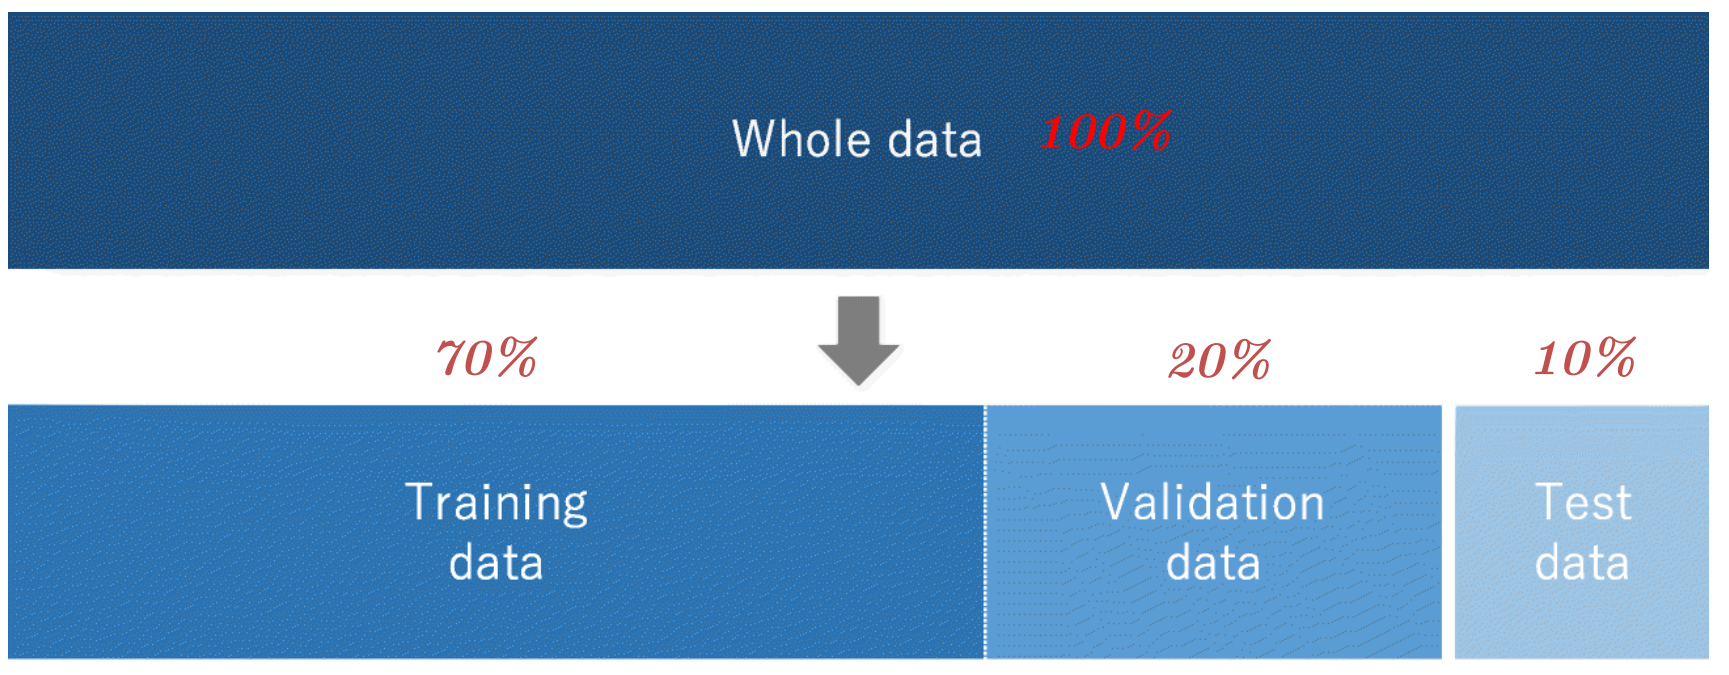 Whole data 100%
70% 20% 10%
Training
data
Validation
data
Test
data